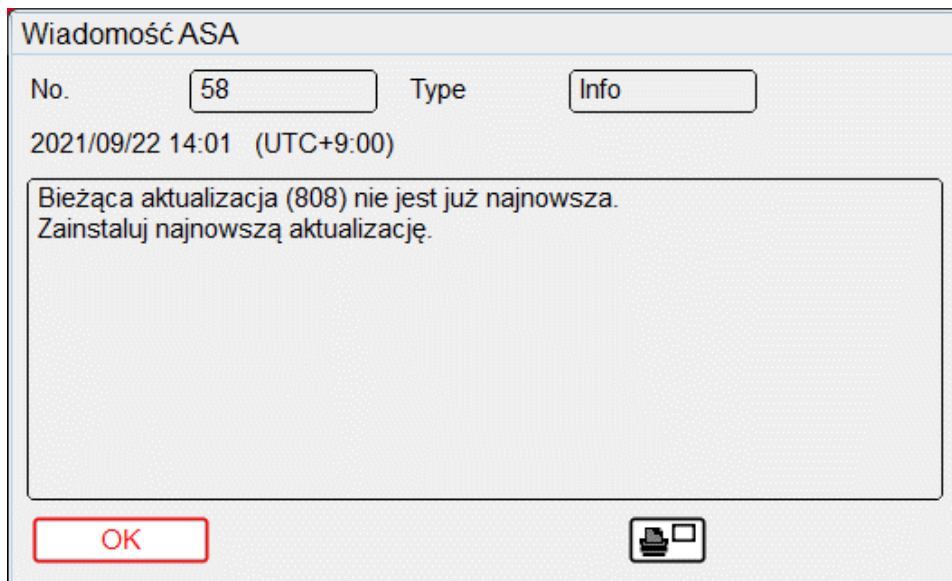 Wiadomość ASA
No. 58 Type Info
2021/09/22 14:01 (UTC+9:00)
Bieżąca aktualizacja (808) nie jest już najnowsza.
Zainstaluj najnowszą aktualizację.
OK